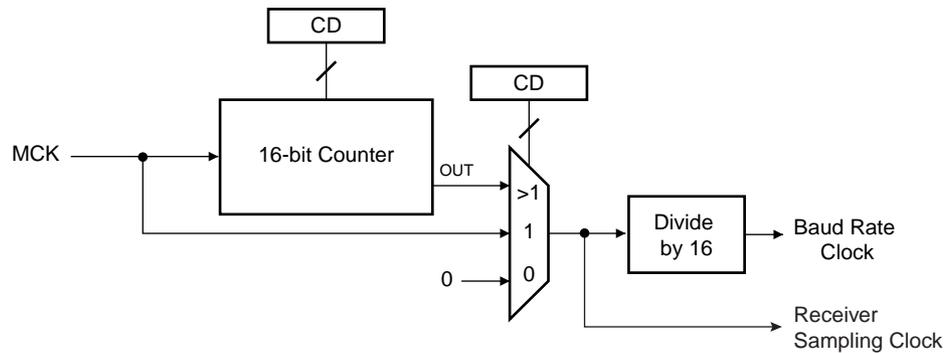 CD
CD
MCK
16-bit Counter
OUT
>1
1
0
0
Divide
by 16
Baud Rate
Clock
Receiver
Sampling Clock